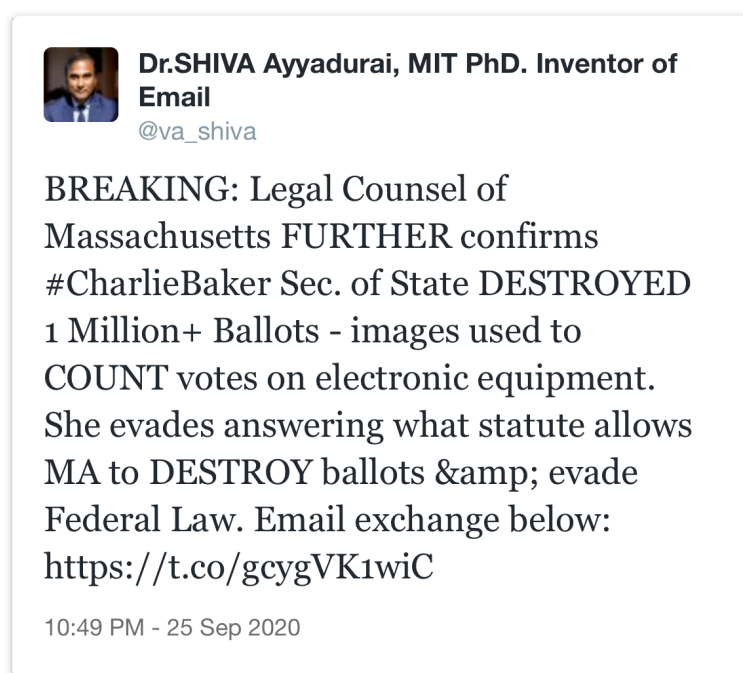 Dr.SHIVA Ayyadurai, MIT PhD. Inventor of
Email
@va_shiva
BREAKING: Legal Counsel of
Massachusetts FURTHER confirms
#CharlieBaker Sec. of State DESTROYED
1 Million+ Ballots - images used to
COUNT votes on electronic equipment.
She evades answering what statute allows
MA to DESTROY ballots &amp; evade
Federal Law. Email exchange below:
https://t.co/gcygVK1wiC
10:49 PM - 25 Sep 2020